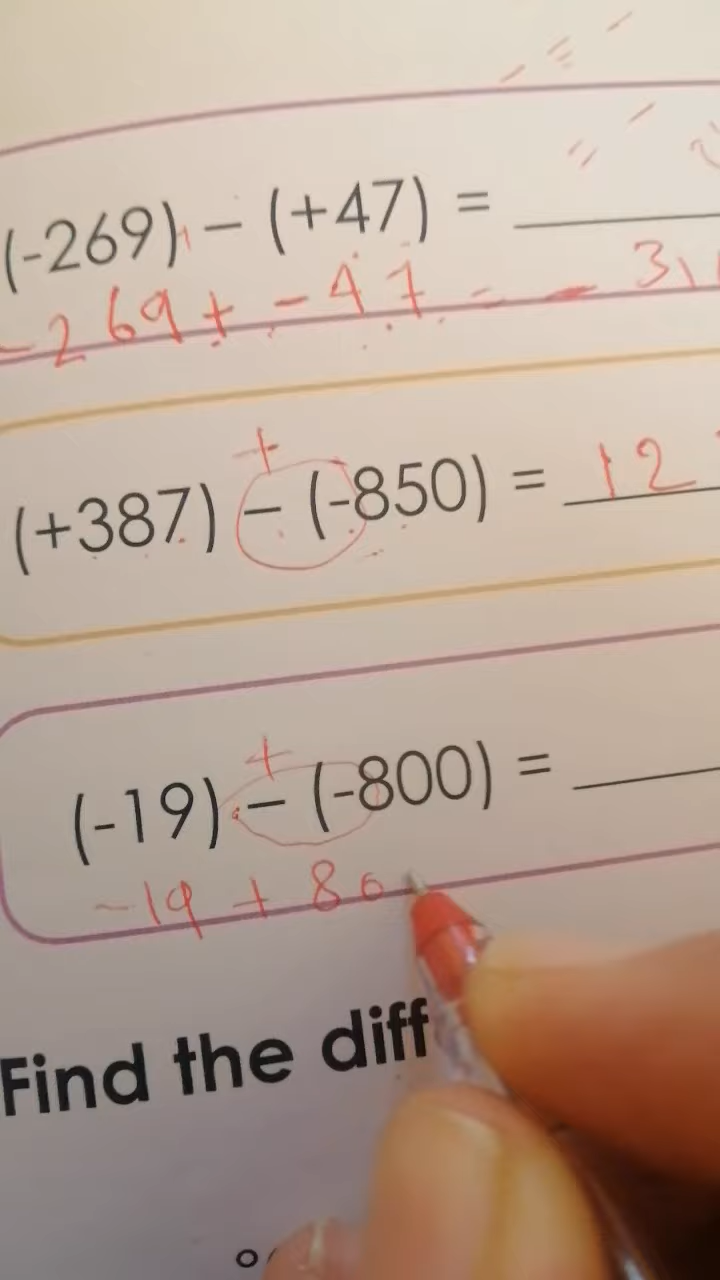 (-269) − (+47) =
-269 + - 47 = - 31
(+387) − (-850) = 12
+
(-19) − (-800) =
+
-19 + 80
Find the diff